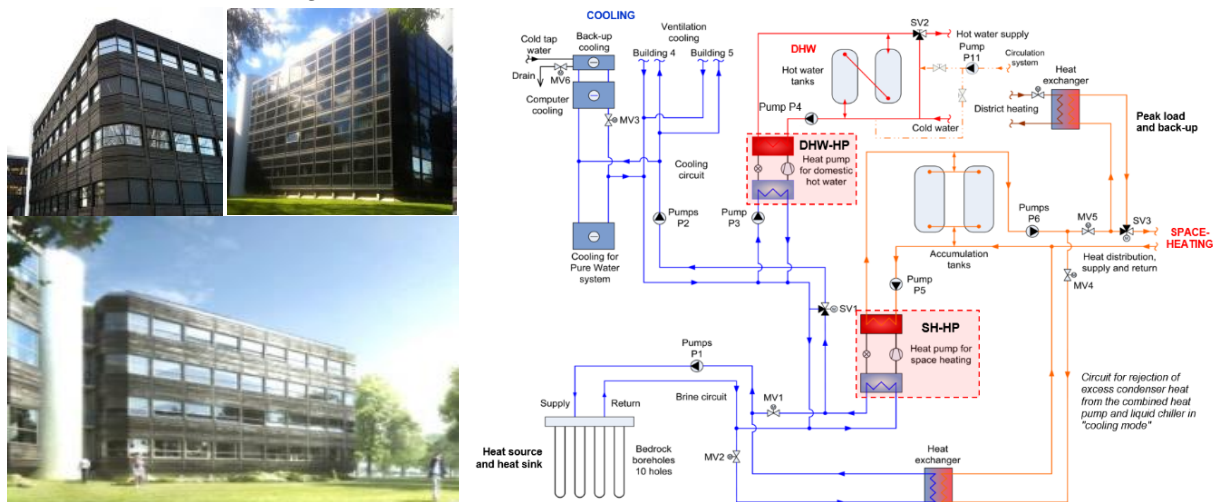 COOLING
Cold tap
water
Back-up
cooling
Ventilation
cooling
Building 4
Building 5
Drain
MV6
Computer
cooling
MV3
Cooling
circuit
Pumps
P2
Cooling for
Pure Water
system
DHW
Hot water
tanks
SV2
Hot water supply
Pump
P11
Circulation
system
Pump P4
Cold water
DHW-HP
Heat pump
for domestic
hot water
Pump
P3
Heat
exchanger
District heating
Peak load
and back-up
Accumulation
tanks
Pumps
P6
MV5
SV3
SPACE-
HEATING
Heat distribution,
supply and return
MV4
Pump
P5
SV1
SH-HP
Heat pump for
space heating
Pumps
P1
MV1
Supply
Return
Brine circuit
Heat source
and heat sink
Bedrock
boreholes
10 holes
MV2
Heat
exchanger
Circuit for rejection of
excess condenser heat
from the combined heat
pump and liquid chiller in
"cooling mode"